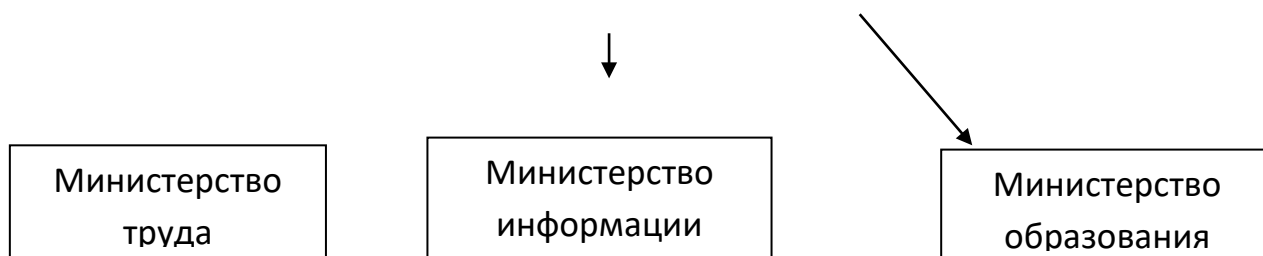 Министерство
труда
Министерство
информации
Министерство
образования